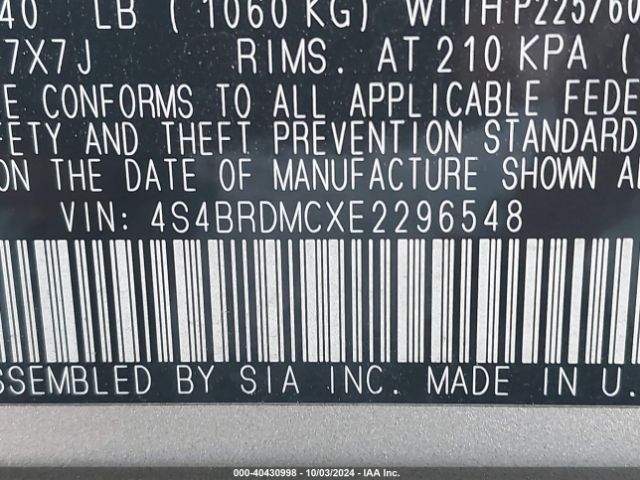 40 LB (1060 KG) WITH P225/60
7X7J RIMS. AT 210 KPA (
E CONFORMS TO ALL APPLICABLE FEDE
FETY AND THEFT PREVENTION STANDARD
ON THE DATE OF MANUFACTURE SHOWN A
VIN: 4S4BRDMCXE2296548
SSEMBLED BY SIA INC. MADE IN U.
000-40430998 - 10/03/2024 - IAA Inc.